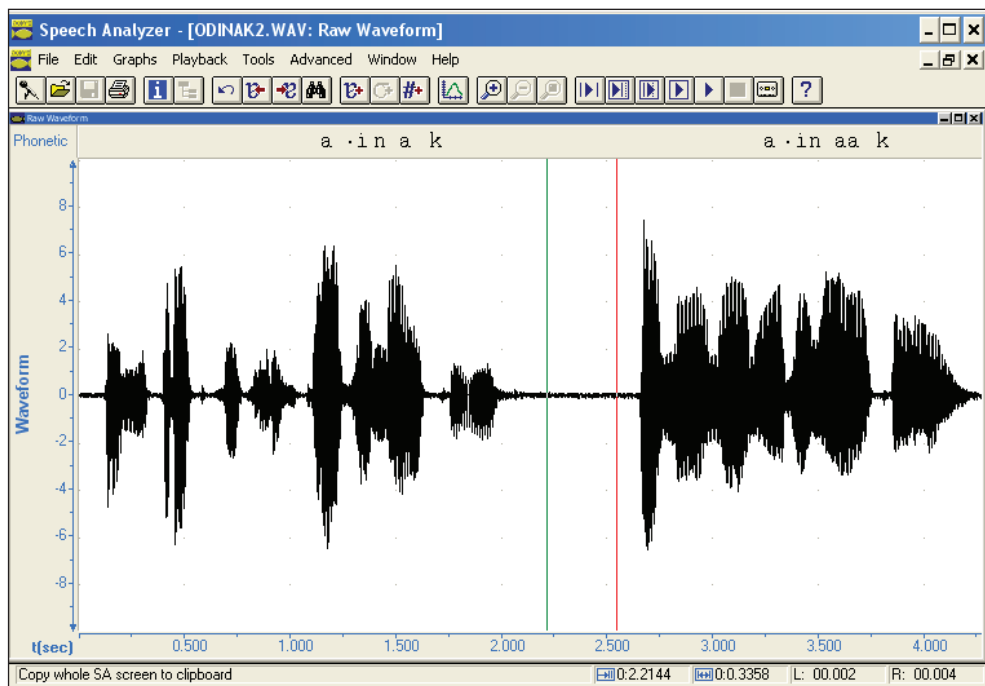 Speech Analyzer - [ODINAK2.WAV: Raw Waveform]
File Edit Graphs Playback Tools Advanced Window Help
Raw Waveform
Phonetic a ·in a k a ·in aa k
8
6
4
2
0
-2
-4
-6
-8
Waveform
t(sec) 0.500 1.000 1.500 2.000 2.500 3.000 3.500 4.000
Copy whole SA screen to clipboard 0:2.2144 0:0.3358 L: 00.002 R: 00.004